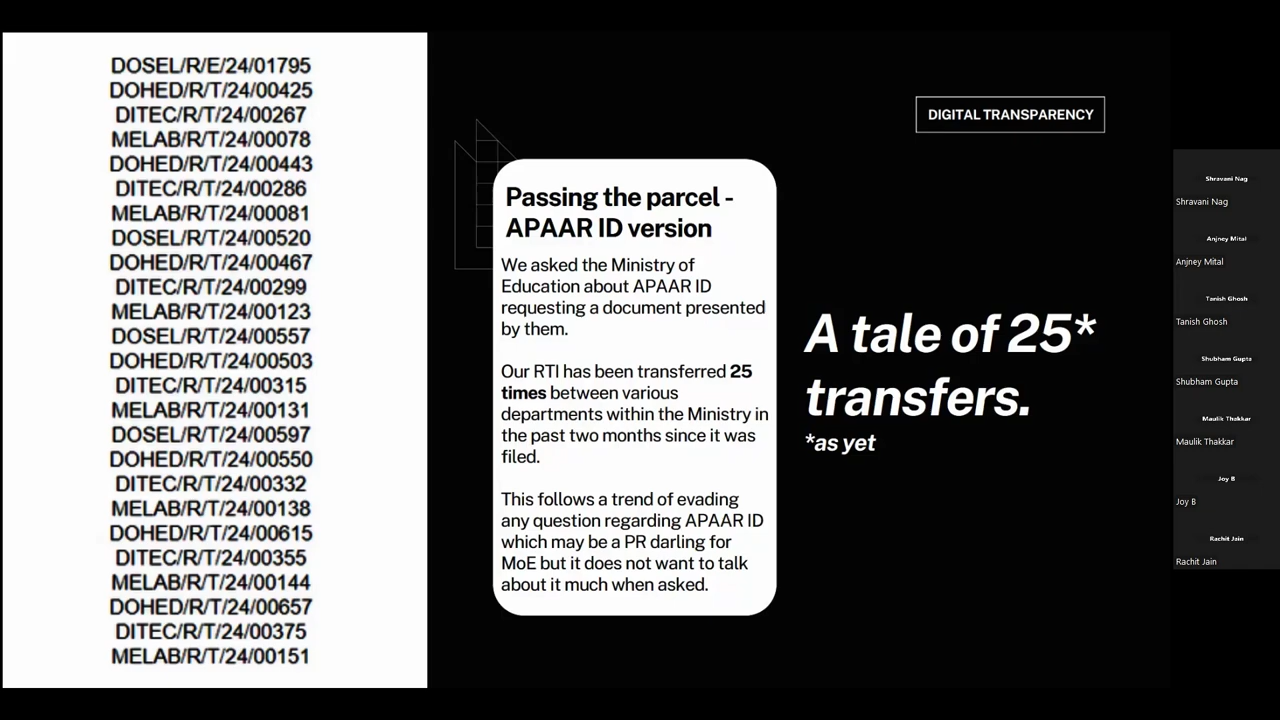 DOSEL/R/E/24/01795
DOHED/R/T/24/00425
DITEC/R/T/24/00267
MELAB/R/T/24/00078
DOHED/R/T/24/00443
DITEC/R/T/24/00286
MELAB/R/T/24/00081
DOSEL/R/T/24/00520
DOHED/R/T/24/00467
DITEC/R/T/24/00299
MELAB/R/T/24/00123
DOSEL/R/T/24/00557
DOHED/R/T/24/00503
DITEC/R/T/24/00315
MELAB/R/T/24/00131
DOSEL/R/T/24/00597
DOHED/R/T/24/00550
DITEC/R/T/24/00332
MELAB/R/T/24/00138
DOHED/R/T/24/00615
DITEC/R/T/24/00355
MELAB/R/T/24/00144
DOHED/R/T/24/00657
DITEC/R/T/24/00375
MELAB/R/T/24/00151
Passing the parcel -
APAAR ID version
We asked the Ministry of
Education about APAAR ID
requesting a document presented
by them.
Our RTI has been transferred 25
times between various
departments within the Ministry in
the past two months since it was
filed.
This follows a trend of evading
any question regarding APAAR ID
which may be a PR darling for
MoE but it does not want to talk
about it much when asked.
DIGITAL TRANSPARENCY
A tale of 25*
transfers.
*as yet
Shravani Nag
Shravani Nag
Anjney Mital
Anjney Mital
Tanish Ghosh
Tanish Ghosh
Shubham Gupta
Shubham Gupta
Maulik Thakkar
Maulik Thakkar
Joy B
Joy B
Rachit Jain
Rachit Jain